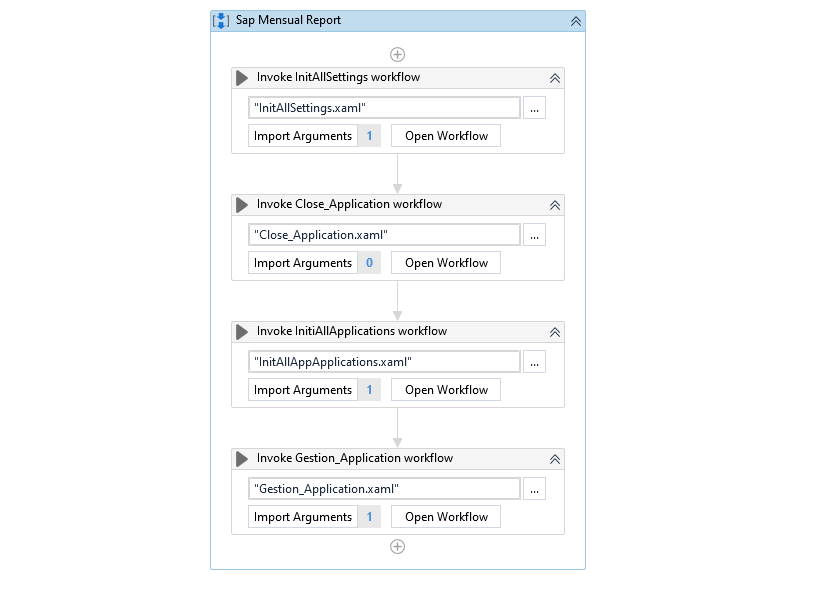 Sap Mensual Report
Invoke InitAllSettings workflow
"InitAllSettings.xaml"
...
Import Arguments 1 Open Workflow
Invoke Close_Application workflow
"Close_Application.xaml"
...
Import Arguments 0 Open Workflow
Invoke InitiAllApplications workflow
"InitAllAppApplications.xaml"
...
Import Arguments 1 Open Workflow
Invoke Gestion_Application workflow
"Gestion_Application.xaml"
...
Import Arguments 1 Open Workflow